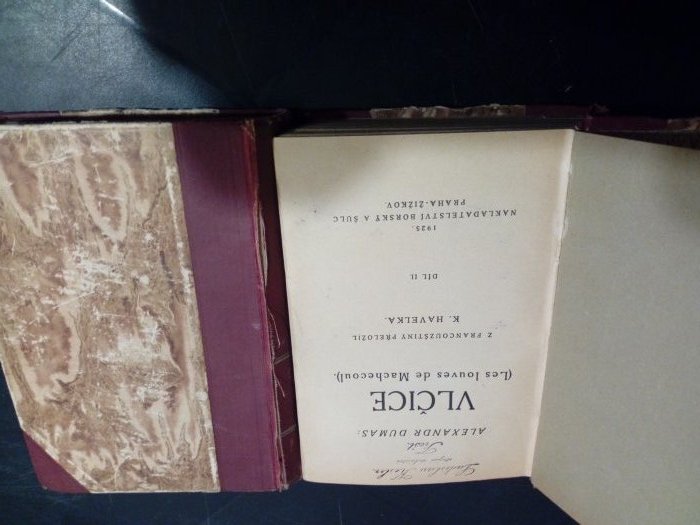 ALEXANDR DUMAS:
VLČICE
(Les louves de Machecoul).
Z FRANCOUZŠTINY PŘELOŽIL
K. HAVELKA.
DÍL II.
1925.
NAKLADATELSTVÍ BORSKÝ A ŠULC
PRAHA-ŽIŽKOV.